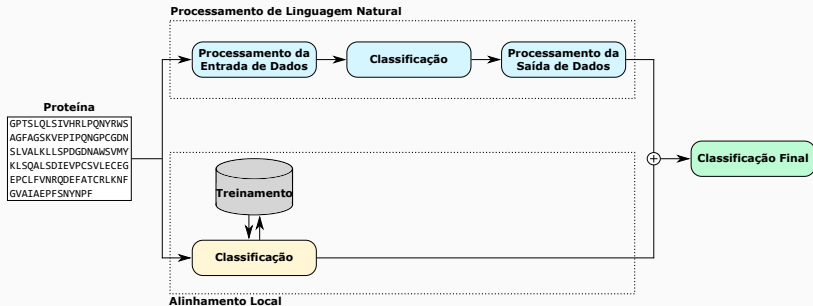 Processamento de Linguagem Natural
Processamento da
Entrada de Dados
Classificação
Processamento da
Saída de Dados
Proteína
GPTSLQLSIVHRLPQNYRWS
AGFAGSKVEPIPQNGPCGDN
SLVALKLLSPDGDNAWSVMY
KLSQALSDIEVPCSVLECEG
EPCLFVNRQDEFATCRLKNF
GVAIAEPFSNYNPF
Classificação Final
Treinamento
Classificação
Alinhamento Local